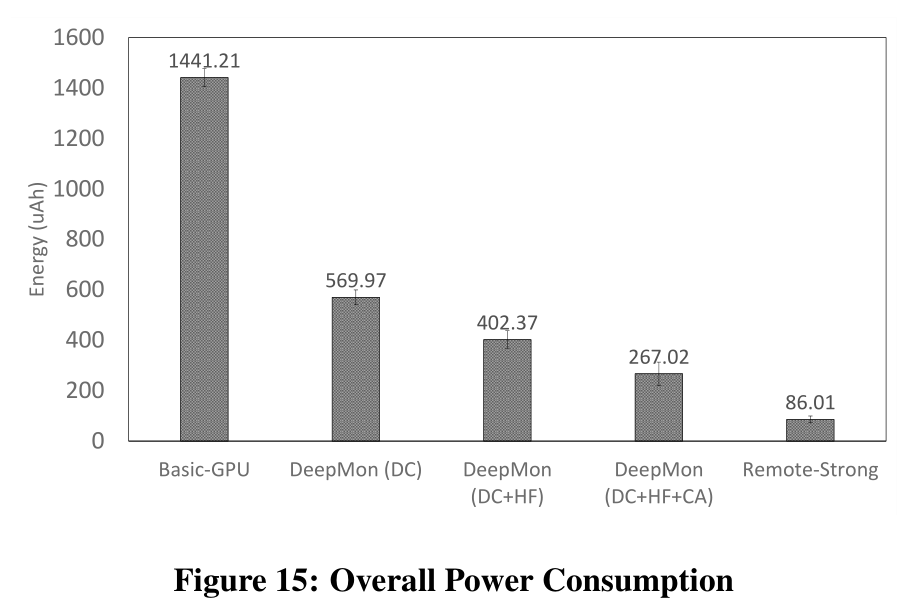 1600
1400
1200
1000
800
600
400
200
0
Energy (uAh)
1441.21
569.97
402.37
267.02
86.01
Basic-GPU
DeepMon (DC)
DeepMon
(DC+HF)
DeepMon
(DC+HF+CA)
Remote-Strong
Figure 15: Overall Power Consumption